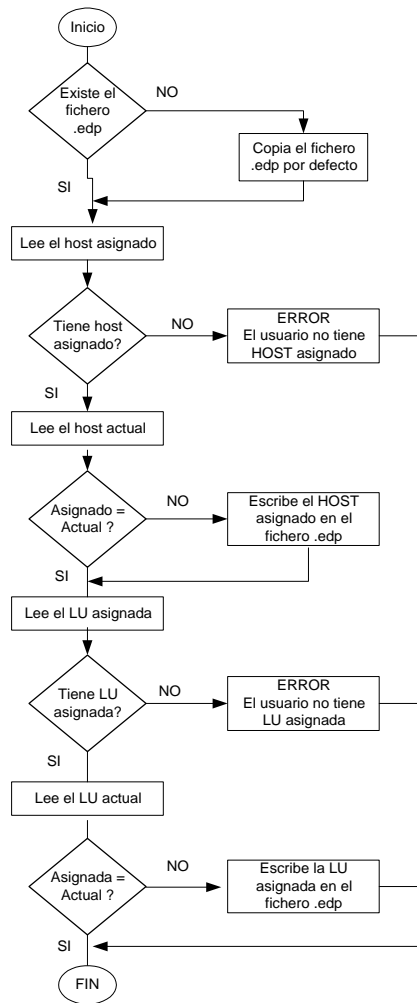 Inicio
Existe el
fichero
.edp
NO
Copia el fichero
.edp por defecto
SI
Lee el host asignado
Tiene host
asignado?
NO
ERROR
El usuario no tiene
HOST asignado
SI
Lee el host actual
Asignado =
Actual ?
NO
Escribe el HOST
asignado en el
fichero .edp
SI
Lee el LU asignada
Tiene LU
asignada?
NO
ERROR
El usuario no tiene
LU asignada
SI
Lee el LU actual
Asignada =
Actual ?
NO
Escribe la LU
asignada en el
fichero .edp
SI
FIN